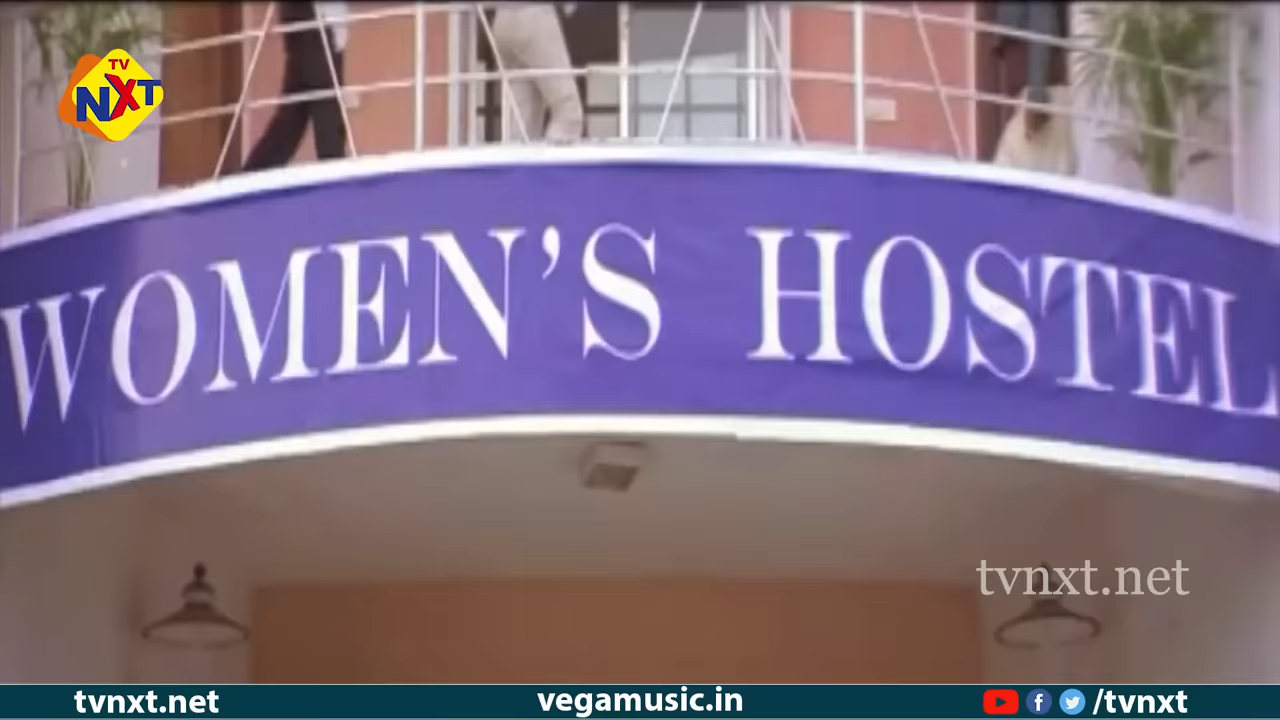 TV
NXT
WOMEN'S HOSTEL
tvnxt.net
tvnxt.net
vegamusic.in
/tvnxt